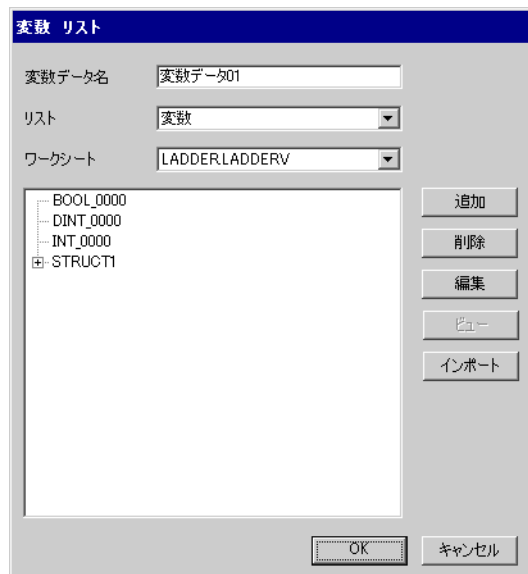 変数 リスト
変数データ名 変数データ01
リスト 変数
ワークシート LADDER.LADDERV
BOOL_0000
DINT_0000
INT_0000
STRUCT1
追加
削除
編集
ビュー
インポート
OK キャンセル